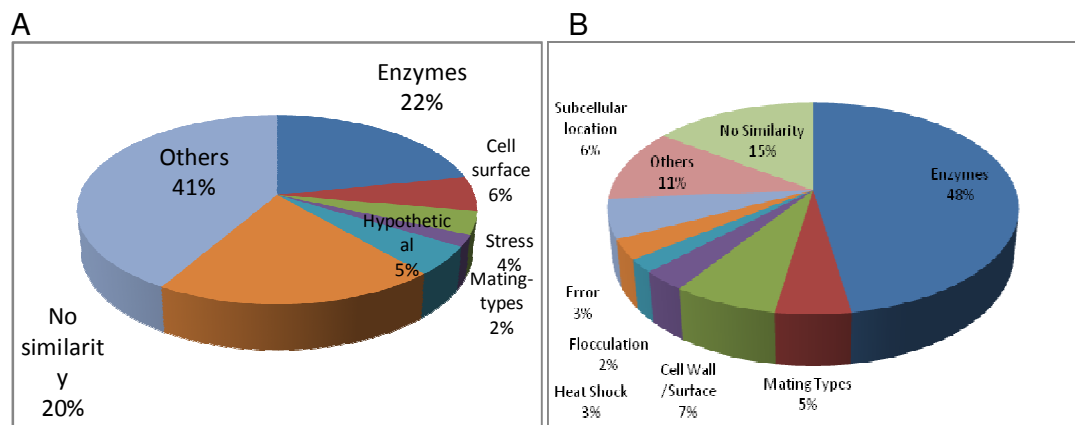 A
Enzymes
22%
Cell
surface
6%
Others
41%
Hypothetic
al
5%
Stress
4%
Mating-
types
2%
No
similarit
y
20%
B
Subcellular
location
6%
No Similarity
15%
Others
11%
Enzymes
48%
Error
3%
Flocculation
2%
Heat Shock
3%
Cell Wall
/Surface
7%
Mating Types
5%